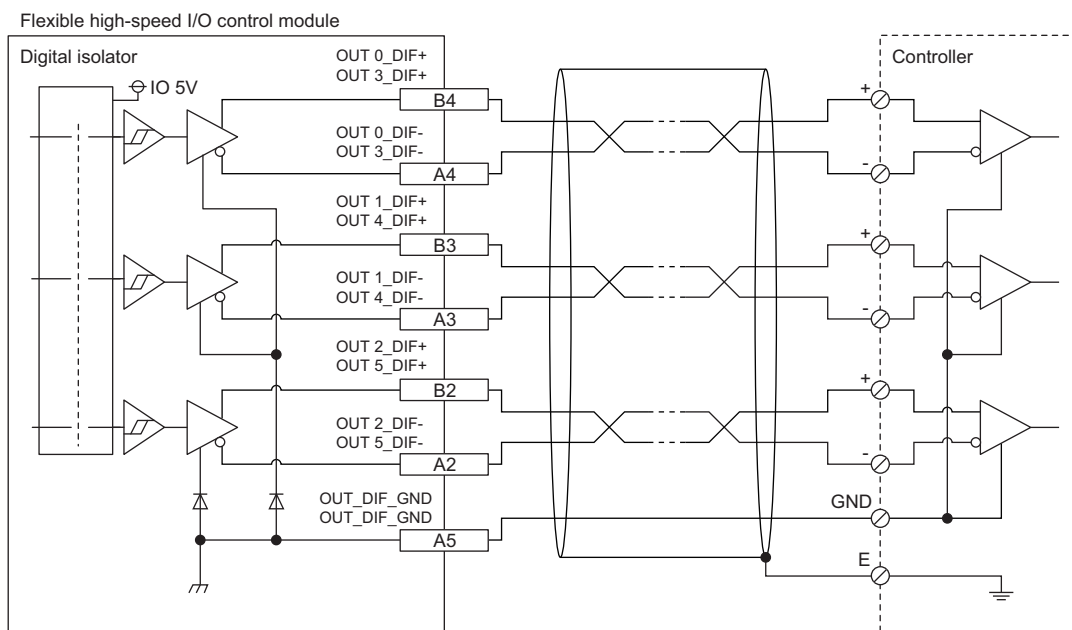 Flexible high-speed I/O control module
Digital isolator
IO 5V
OUT 0_DIF+
OUT 3_DIF+
B4
OUT 0_DIF-
OUT 3_DIF-
A4
OUT 1_DIF+
OUT 4_DIF+
B3
OUT 1_DIF-
OUT 4_DIF-
A3
OUT 2_DIF+
OUT 5_DIF+
B2
OUT 2_DIF-
OUT 5_DIF-
A2
OUT_DIF_GND
OUT_DIF_GND
A5
Controller
+
-
+
-
+
-
GND
E